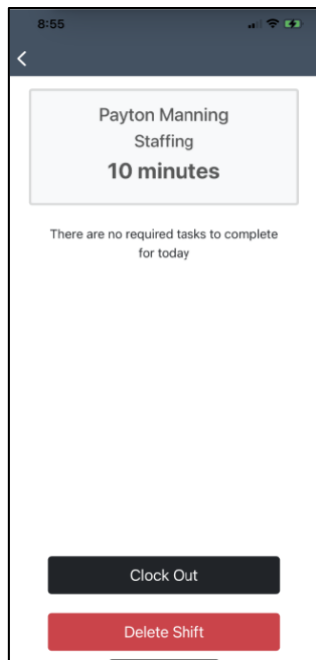 8:55
Payton Manning
Staffing
10 minutes
There are no required tasks to complete
for today
Clock Out
Delete Shift